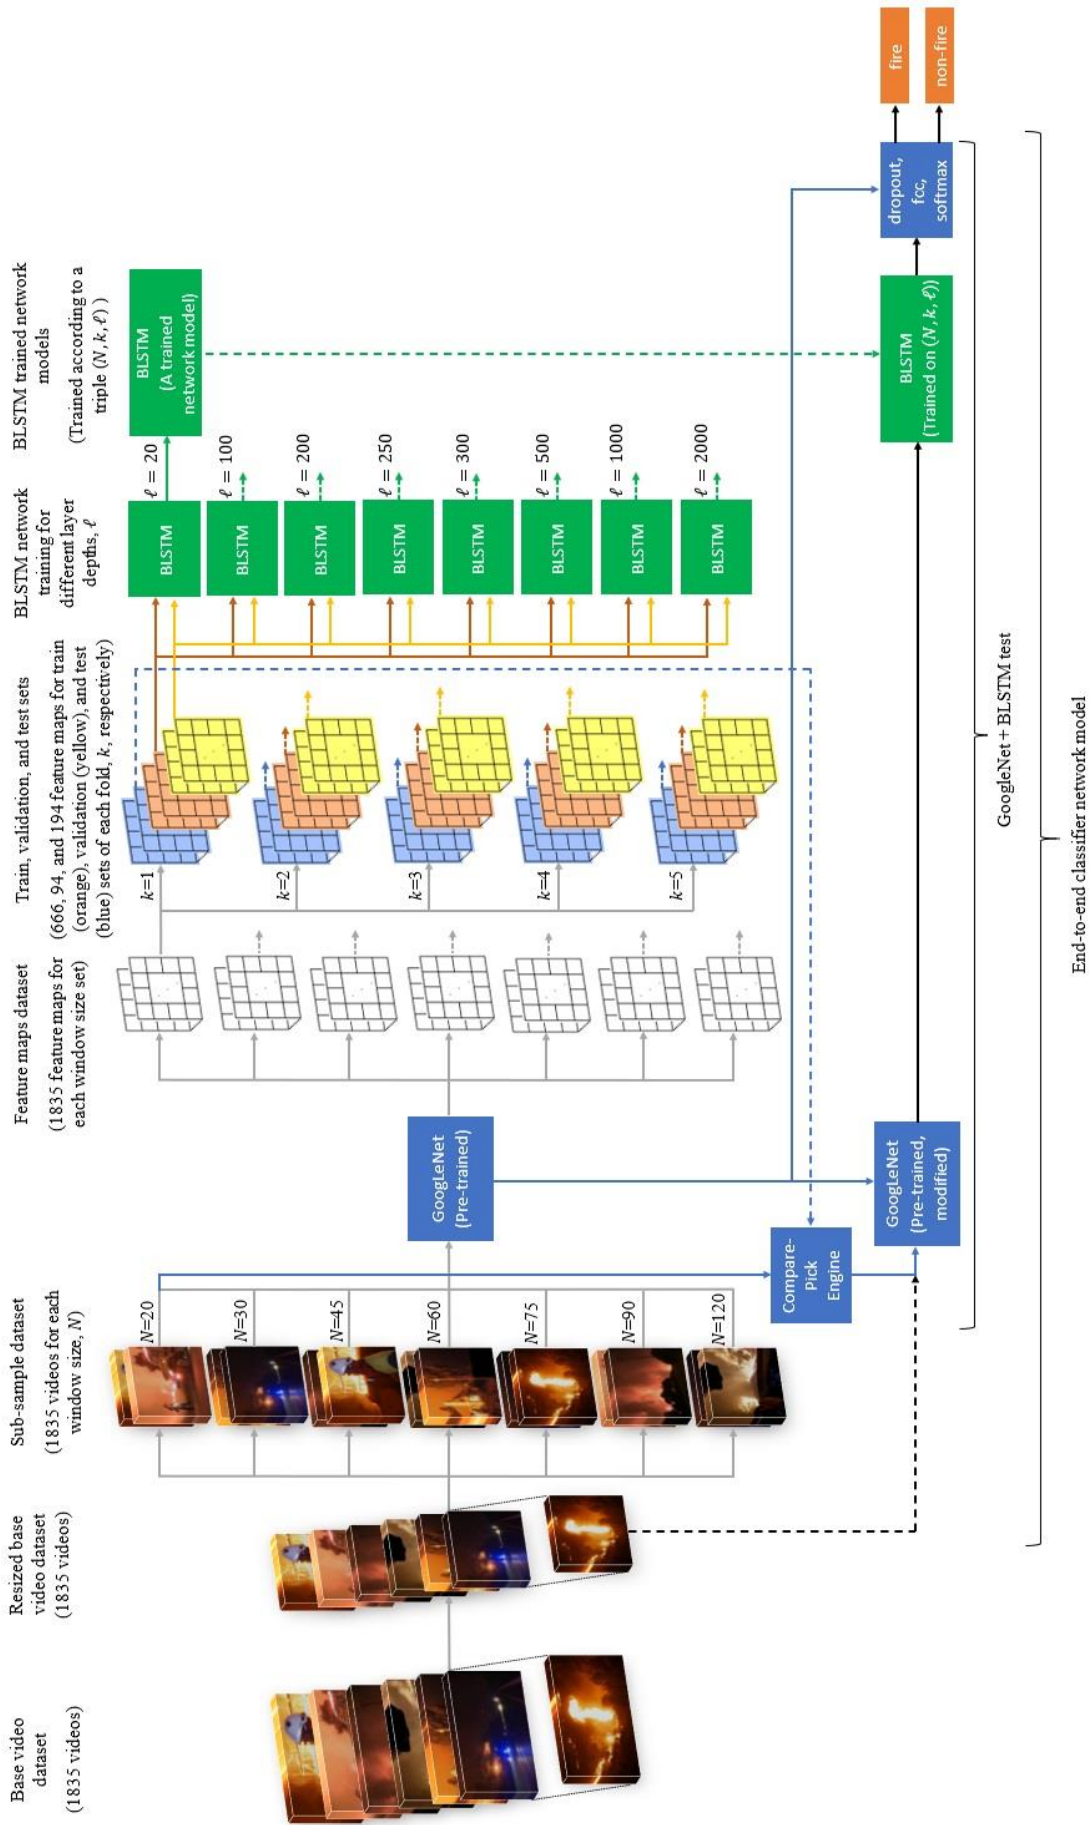 Base video
dataset
(1835 videos)
Resized base
video dataset
(1835 videos)
Sub-sample dataset
(1835 videos for each
window size, N)
Feature maps dataset
(1835 feature maps for
each window size set)
Train, validation, and test sets
(666, 94, and 194 feature maps for train
(orange), validation (yellow), and test
(blue) sets of each fold, k, respectively)
BLSTM network
training for
different layer
depths, ℓ
BLSTM trained network
models
(Trained according to a
triple (N, k, ℓ) )
N=20
N=30
N=45
N=60
N=75
N=90
N=120
GoogLeNet
(Pre-trained)
k=1
k=2
k=3
k=4
k=5
BLSTM
BLSTM
BLSTM
BLSTM
BLSTM
BLSTM
BLSTM
BLSTM
ℓ = 20
ℓ = 100
ℓ = 200
ℓ = 250
ℓ = 300
ℓ = 500
ℓ = 1000
ℓ = 2000
BLSTM
(A trained
network model)
Compare-
Pick
Engine
GoogLeNet
(Pre-trained,
modified)
BLSTM
(Trained on (N, k, ℓ))
dropout,
fcc,
softmax
fire
non-fire
GoogleNet + BLSTM test
End-to-end classifier network model